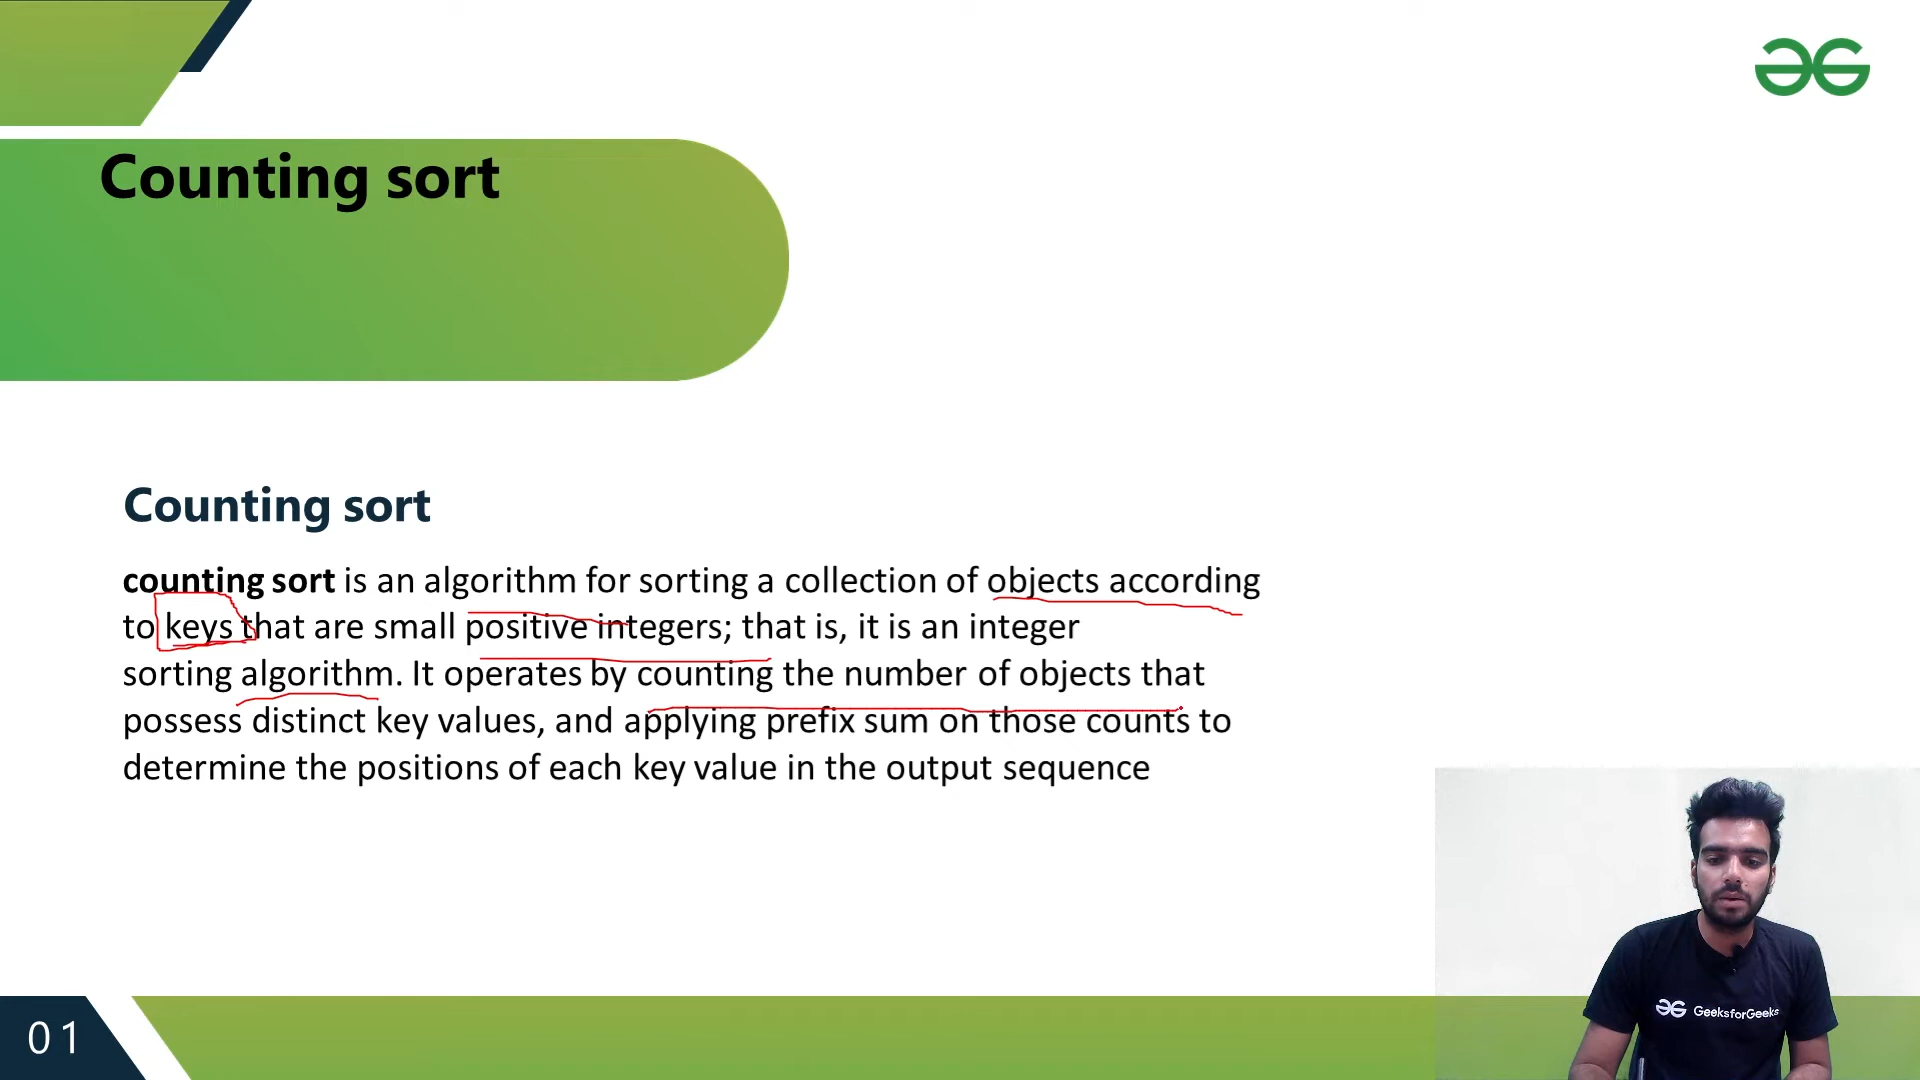 Counting sort
Counting sort
counting sort is an algorithm for sorting a collection of objects according
to keys that are small positive integers; that is, it is an integer
sorting algorithm. It operates by counting the number of objects that
possess distinct key values, and applying prefix sum on those counts to
determine the positions of each key value in the output sequence
GeeksforGeeks
01